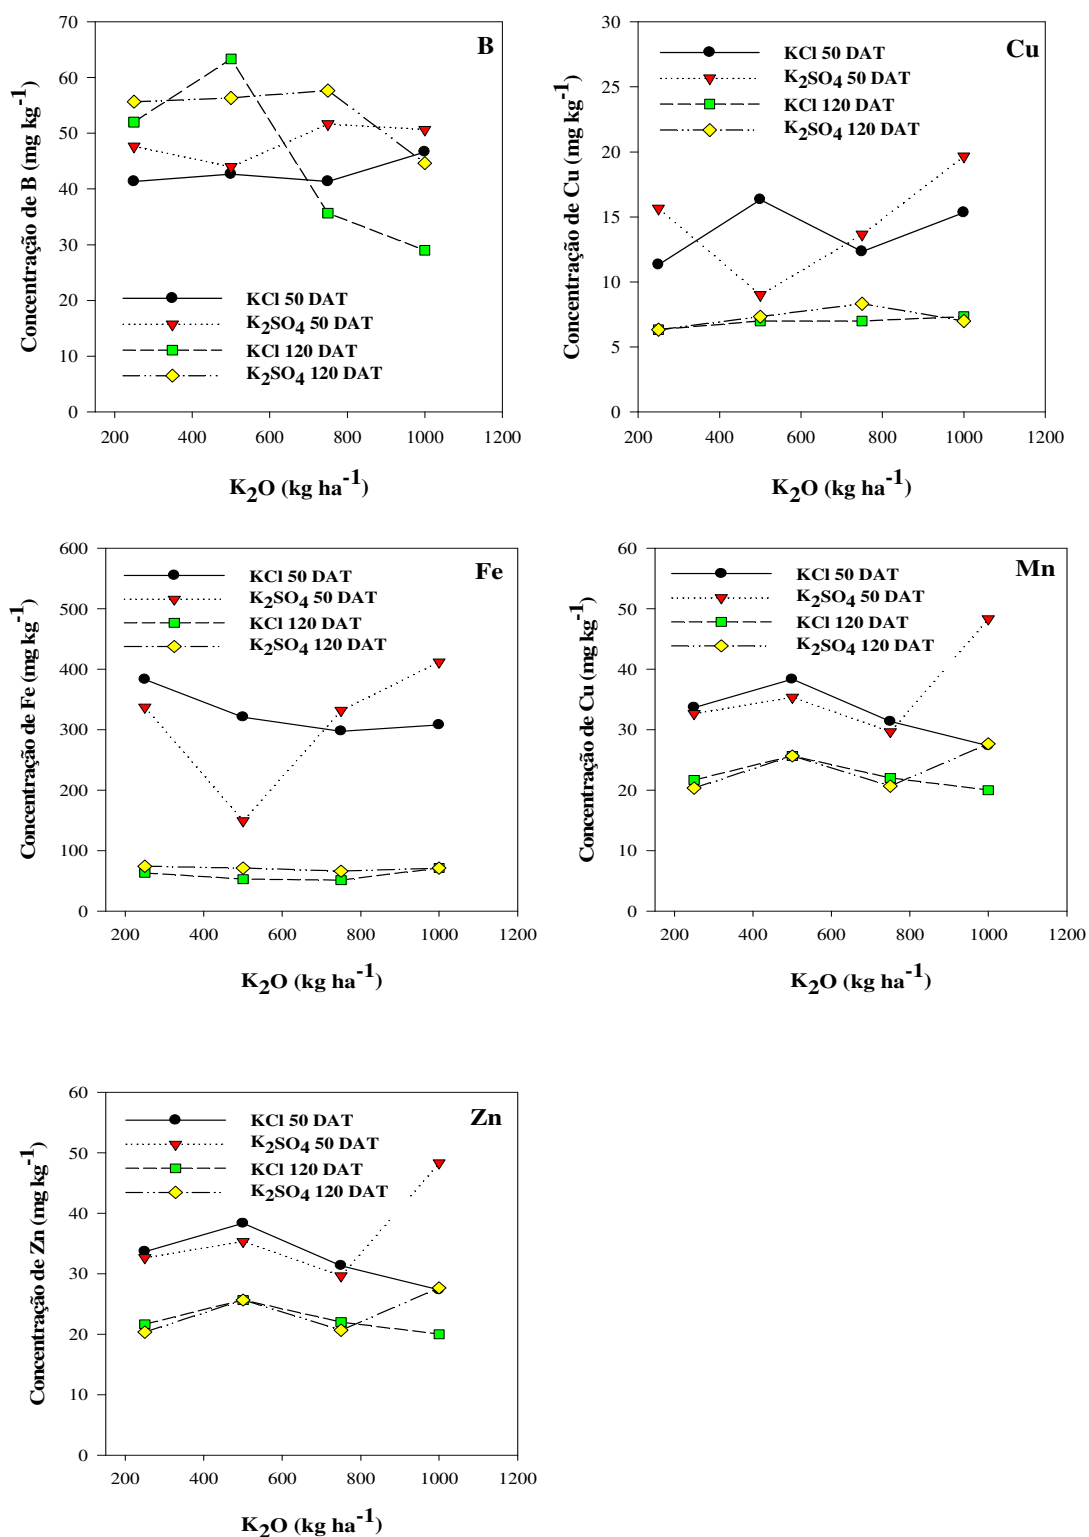 B
Concentração de B (mg kg-1)
70
60
50
40
30
20
10
0
KCl 50 DAT
K2SO4 50 DAT
KCl 120 DAT
K2SO4 120 DAT
200 400 600 800 1000 1200
K2O (kg ha-1)
Cu
Concentração de Cu (mg kg-1)
30
25
20
15
10
5
0
KCl 50 DAT
K2SO4 50 DAT
KCl 120 DAT
K2SO4 120 DAT
200 400 600 800 1000 1200
K2O (kg ha-1)
Fe
Concentração de Fe (mg kg-1)
600
500
400
300
200
100
0
KCl 50 DAT
K2SO4 50 DAT
KCl 120 DAT
K2SO4 120 DAT
200 400 600 800 1000 1200
K2O (kg ha-1)
Mn
Concentração de Cu (mg kg-1)
60
50
40
30
20
10
0
KCl 50 DAT
K2SO4 50 DAT
KCl 120 DAT
K2SO4 120 DAT
200 400 600 800 1000 1200
K2O (kg ha-1)
Zn
Concentração de Zn (mg kg-1)
60
50
40
30
20
10
0
KCl 50 DAT
K2SO4 50 DAT
KCl 120 DAT
K2SO4 120 DAT
200 400 600 800 1000 1200
K2O (kg ha-1)